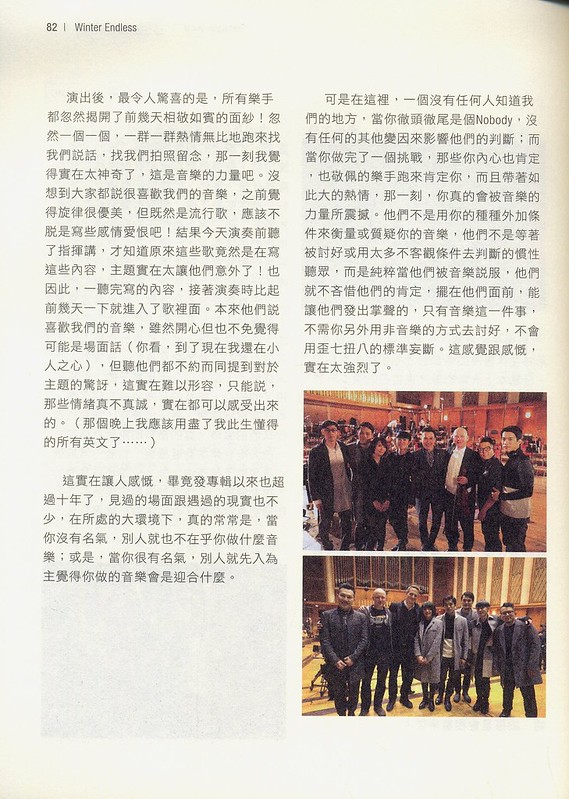 82 | Winter Endless
演出後，最令人驚喜的是，所有樂手
都忽然揭開了前幾天相敬如賓的面紗！忽
然一個一個，一群一群熱情無比地跑來找
我們說話，找我們拍照留念，那一刻我覺
得實在太神奇了，這是音樂的力量吧。沒
想到大家都說很喜歡我們的音樂，之前覺
得旋律很優美，但既然是流行歌，應該不
脫是寫些感情愛恨吧！結果今天演奏前聽
了指揮講，才知道原來這些歌竟然是在寫
這些內容，主題實在太讓他們意外了！也
因此，一聽完寫的內容，接著演奏時比起
前幾天一下就進入了歌裡面。本來他們說
喜歡我們的音樂，雖然開心但也不免覺得
可能是場面話（你看，到了現在我還在小
人之心），但聽他們都不約而同提到對於
主題的驚訝，這實在難以形容，只能說，
那些情緒真不真誠，實在都可以感受出來
的。（那個晚上我應該用盡了我此生懂得
的所有英文了⋯⋯）
這實在讓人感慨，畢竟發專輯以來也超
過十年了，見過的場面跟遇過的現實也不
少，在所處的大環境下，真的常常是，當
你沒有名氣，別人就也不在乎你做什麼音
樂；或是，當你很有名氣，別人就先入為
主覺得你做的音樂會是迎合什麼。
可是在這裡，一個沒有任何人知道我
們的地方，當你徹頭徹尾是個Nobody，沒
有任何的其他變因來影響他們的判斷；而
當你做完了一個挑戰，那些你內心也肯定
，也敬佩的樂手跑來肯定你，而且帶著如
此大的熱情，那一刻，你真的會被音樂的
力量所震撼。他們不是用你的種種外加條
件來衡量或質疑你的音樂，他們不是等著
被討好或用太多不客觀條件去判斷的慣性
聽眾，而是純粹當他們被音樂說服，他們
就不吝惜他們的肯定，擺在他們面前，能
讓他們發出掌聲的，只有音樂這一件事，
不需你另外用非音樂的方式去討好，不會
用歪七扭八的標準妄斷。這感覺跟感慨，
實在太強烈了。